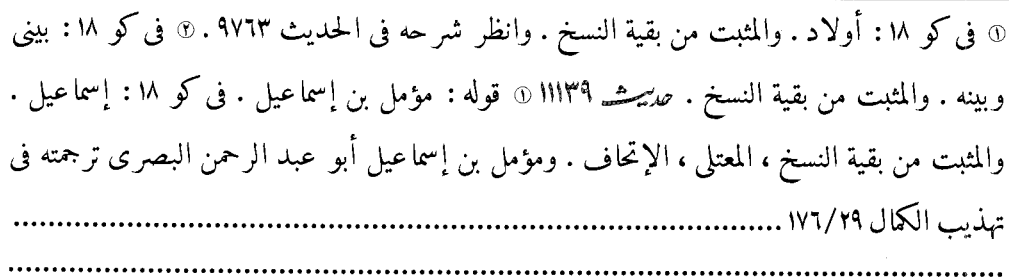 ① فى كو ١٨ : أولاد . والمثبت من بقية النسخ . وانظر شرحه فى الحديث ٩٧٦٣ . ② فى كو ١٨ : بينى
وبينه . والمثبت من بقية النسخ . حديث ١١١٣٩ ① قوله : مؤمل بن إسماعيل . فى كو ١٨ : إسماعيل .
والمثبت من بقية النسخ ، المعتلى ، الإتحاف . ومؤمل بن إسماعيل أبو عبد الرحمن البصرى ترجمته فى
تهذيب الكمال ١٧٦/٢٩ ................................................................................
................................................................................................................